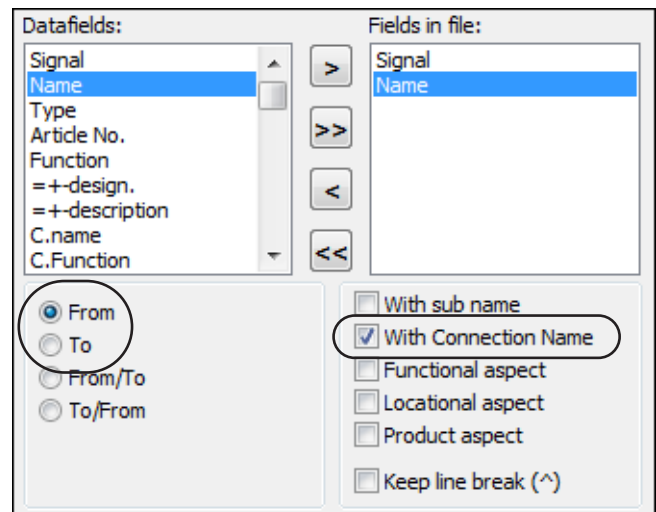 Datafields:
Signal
Name
Type
Article No.
Function
=+-design.
=+-description
C.name
C.Function
>
>>
<
<<
Fields in file:
Signal
Name
From
To
From/To
To/From
With sub name
With Connection Name
Functional aspect
Locational aspect
Product aspect
Keep line break (^)